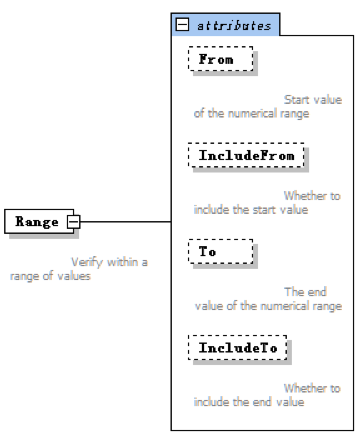 attributes
From
Start value
of the numerical range
IncludeFrom
Whether to
include the start value
Range
Verify within a
range of values
To
The end
value of the numerical range
IncludeTo
Whether to
include the end value